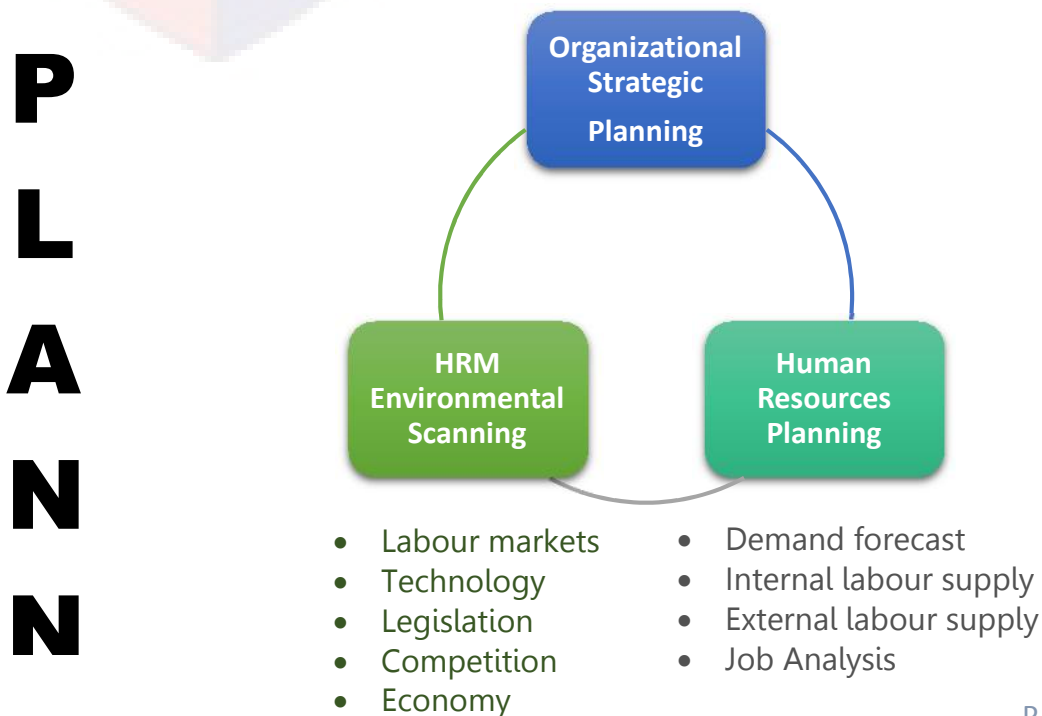 P
L
A
N
N
Organizational
Strategic
Planning
HRM
Environmental
Scanning
Human
Resources
Planning
• Labour markets
• Technology
• Legislation
• Competition
• Economy
• Demand forecast
• Internal labour supply
• External labour supply
• Job Analysis